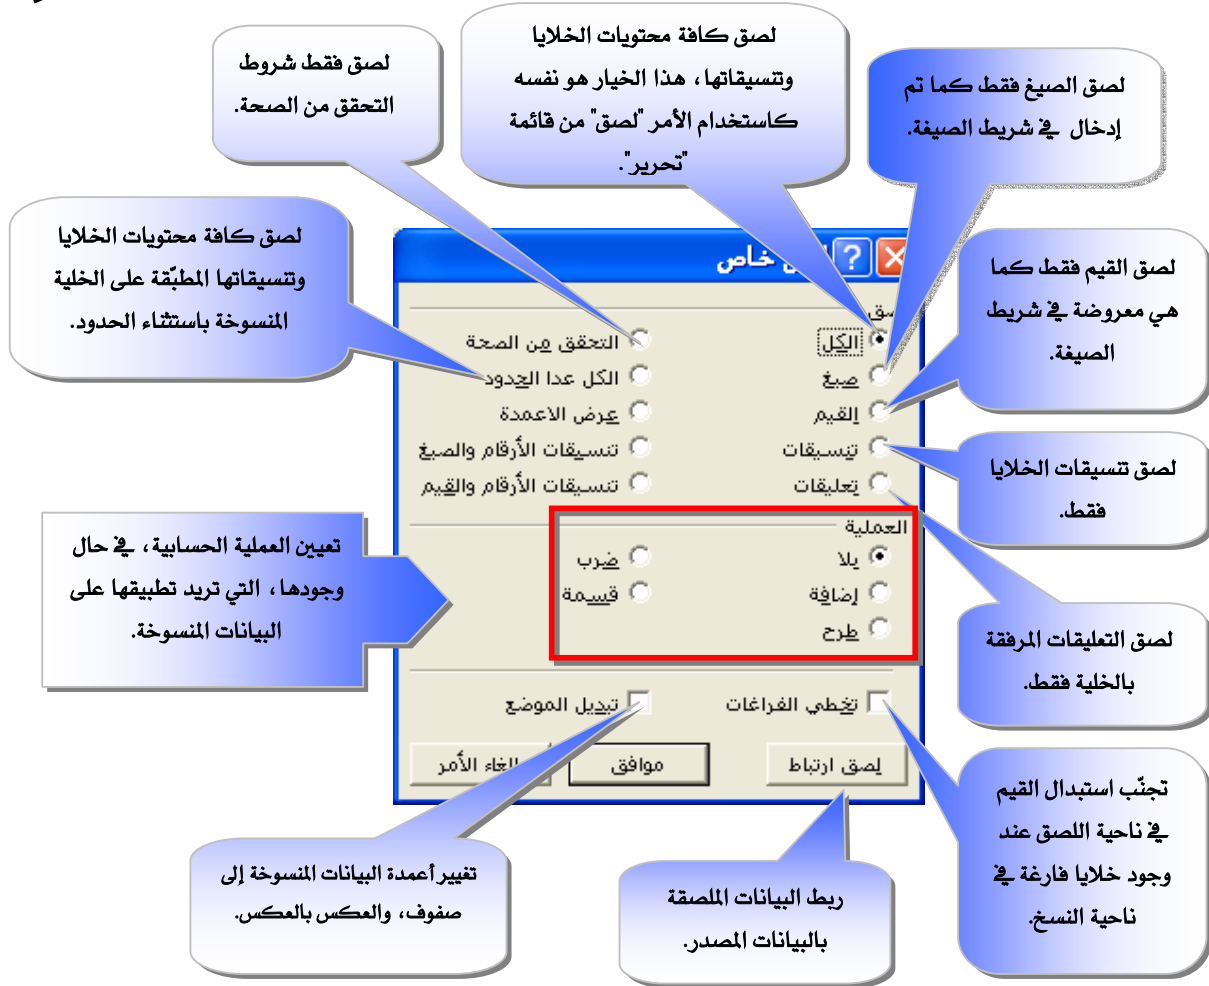 لصق فقط شروط
التحقق من الصحة.
لصق كافة محتويات الخلايا
وتنسيقاتها، هذا الخيار هو نفسه
كاستخدام الأمر "لصق" من قائمة
"تحرير".
لصق الصيغ فقط كما تم
إدخال في شريط الصيغة.
لصق كافة محتويات الخلايا
وتنسيقاتها المطبّقة على الخلية
المنسوخة باستثناء الحدود.
لصق القيم فقط كما
هي معروضة في شريط
الصيغة.
لصق تنسيقات الخلايا
فقط.
لصق التعليقات المرفقة
بالخلية فقط.
تعيين العملية الحسابية، في حال
وجودها، التي تريد تطبيقها على
البيانات المنسوخة.
خاص
الكل
صيغ
القيم
تنسيقات
تعليقات
التحقق من الصحة
الكل عدا الحدود
عرض الاعمدة
تنسيقات الأرقام والصيغ
تنسيقات الأرقام والقيم
العملية
بلا
إضافة
طرح
ضرب
قسمة
تخطي الفراغات
تبديل الموضع
لصق ارتباط
موافق
الغاء الأمر
تجنّب استبدال القيم
في ناحية اللصق عند
وجود خلايا فارغة في
ناحية النسخ.
ربط البيانات الملصقة
بالبيانات المصدر.
تغيير أعمدة البيانات المنسوخة إلى
صفوف، والعكس بالعكس.